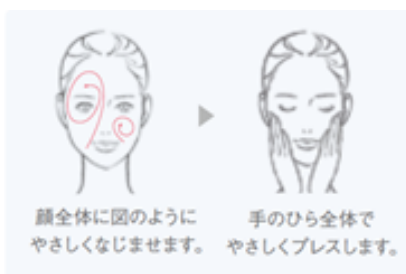 顔全体に図のように
やさしくなじませます。
手のひら全体で
やさしくプレスします。